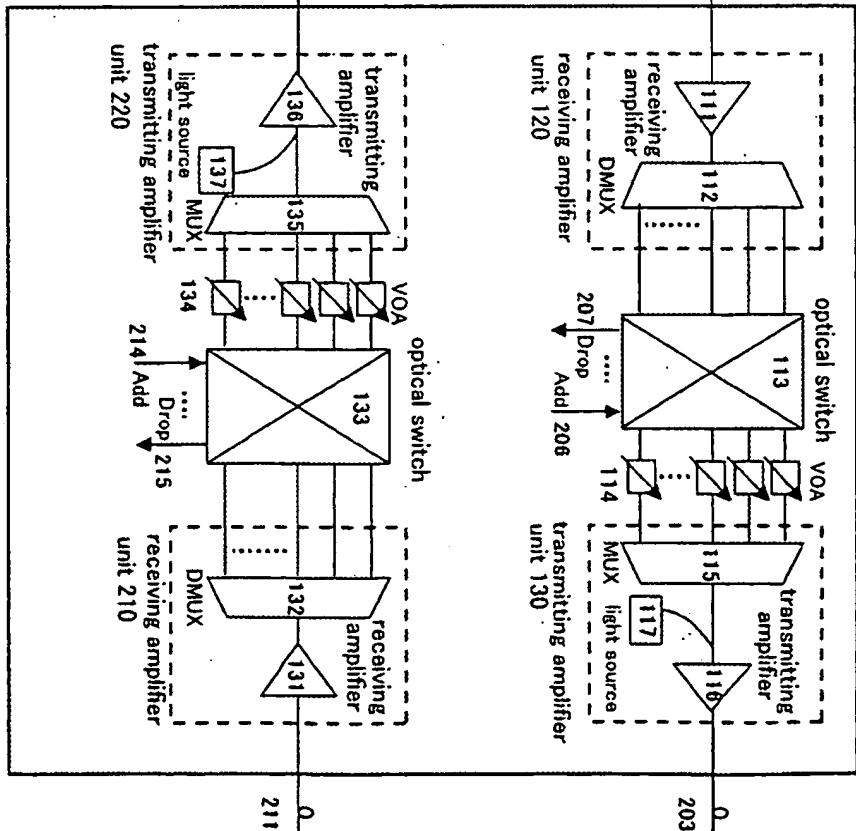 111
receiving
amplifier
DMUX
112
receiving amplifier
unit 120
optical switch
113
207
Drop
....
Add
206
VOA
.....
114
115
MUX
117
light source
116
transmitting
amplifier
transmitting amplifier
unit 130
203
136
transmitting
amplifier
137
light source
MUX
135
transmitting amplifier
unit 220
VOA
....
134
optical switch
133
214
Add
....
Drop
215
132
DMUX
131
receiving
amplifier
receiving amplifier
unit 210
211